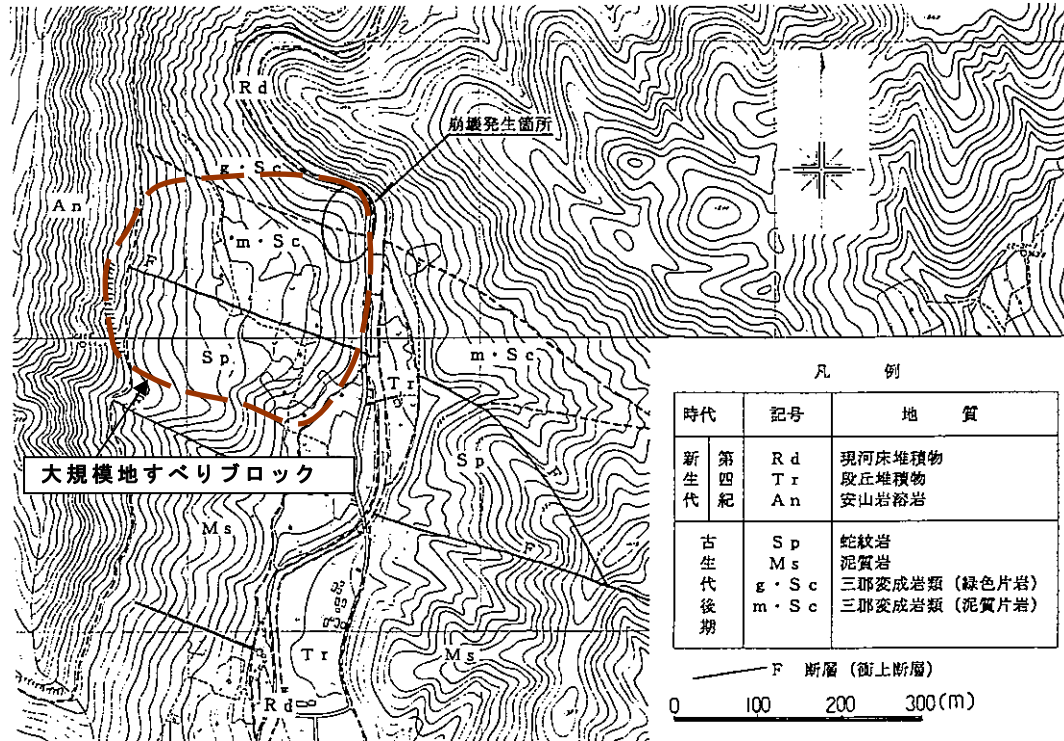 Rd
崩壊発生箇所
g・Sc
An
m・Sc
F
Sp
m・Sc
Tr
大規模地すべりブロック
Sp
F
Ms
F
Tr
Ms
Rd
凡 例
時代 記号 地質
新生代 第四紀
Rd 現河床堆積物
Tr 段丘堆積物
An 安山岩溶岩
古生代後期
Sp 蛇紋岩
Ms 泥質岩
g・Sc 三郡変成岩類 (緑色片岩)
m・Sc 三郡変成岩類 (泥質片岩)
F 断層 (衝上断層)
0 100 200 300(m)